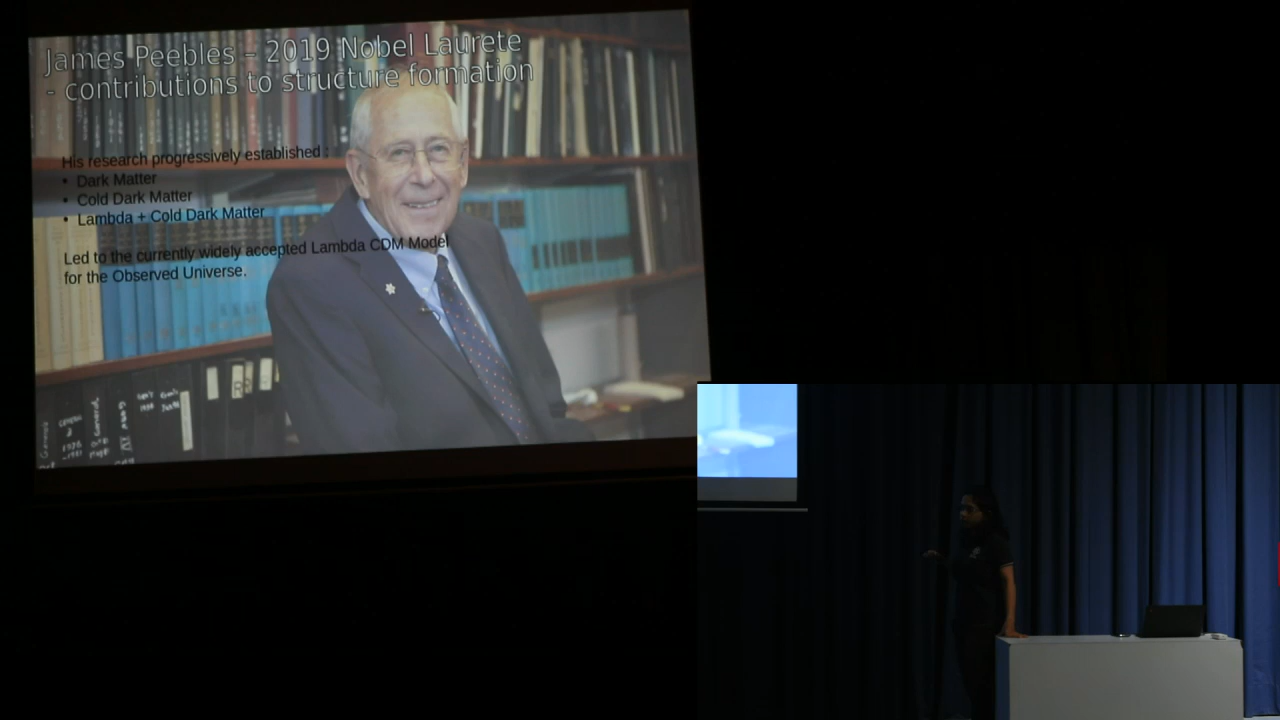 James Peebles – 2019 Nobel Laurete
- contributions to structure formation
His research progressively established :
• Dark Matter
• Cold Dark Matter
• Lambda + Cold Dark Matter
Led to the currently widely accepted Lambda CDM Model
for the Observed Universe.